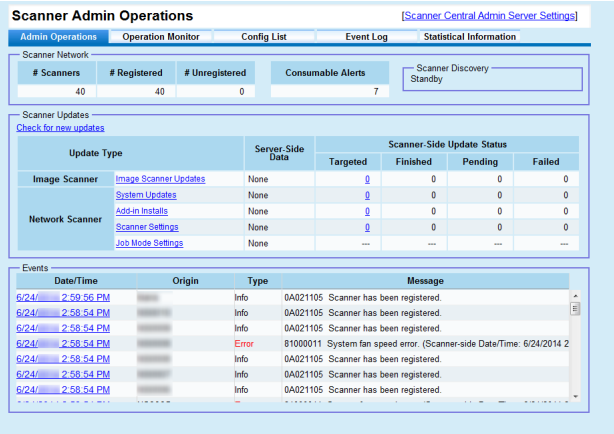 Scanner Admin Operations [Scanner Central Admin Server Settings]
Admin Operations Operation Monitor Config List Event Log Statistical Information
Scanner Network
# Scanners # Registered # Unregistered Consumable Alerts
40 40 0 7
Scanner Discovery
Standby
Scanner Updates
Check for new updates
Update Type Server-Side Data Scanner-Side Update Status
Targeted Finished Pending Failed
Image Scanner Image Scanner Updates None 0 0 0 0
Network Scanner
System Updates None 0 0 0 0
Add-in Installs None 0 0 0 0
Scanner Settings None 0 0 0 0
Job Mode Settings None --- --- --- ---
Events
Date/Time Origin Type Message
6/24/ 2:59:56 PM Info 0A021105 Scanner has been registered.
6/24/ 2:58:54 PM Info 0A021105 Scanner has been registered.
6/24/ 2:58:54 PM Info 0A021105 Scanner has been registered.
6/24/ 2:58:54 PM Error 81000011 System fan speed error. (Scanner-side Date/Time: 6/24/2014 2
6/24/ 2:58:54 PM Info 0A021105 Scanner has been registered.
6/24/ 2:58:54 PM Info 0A021105 Scanner has been registered.
6/24/ 2:58:54 PM Info 0A021105 Scanner has been registered.